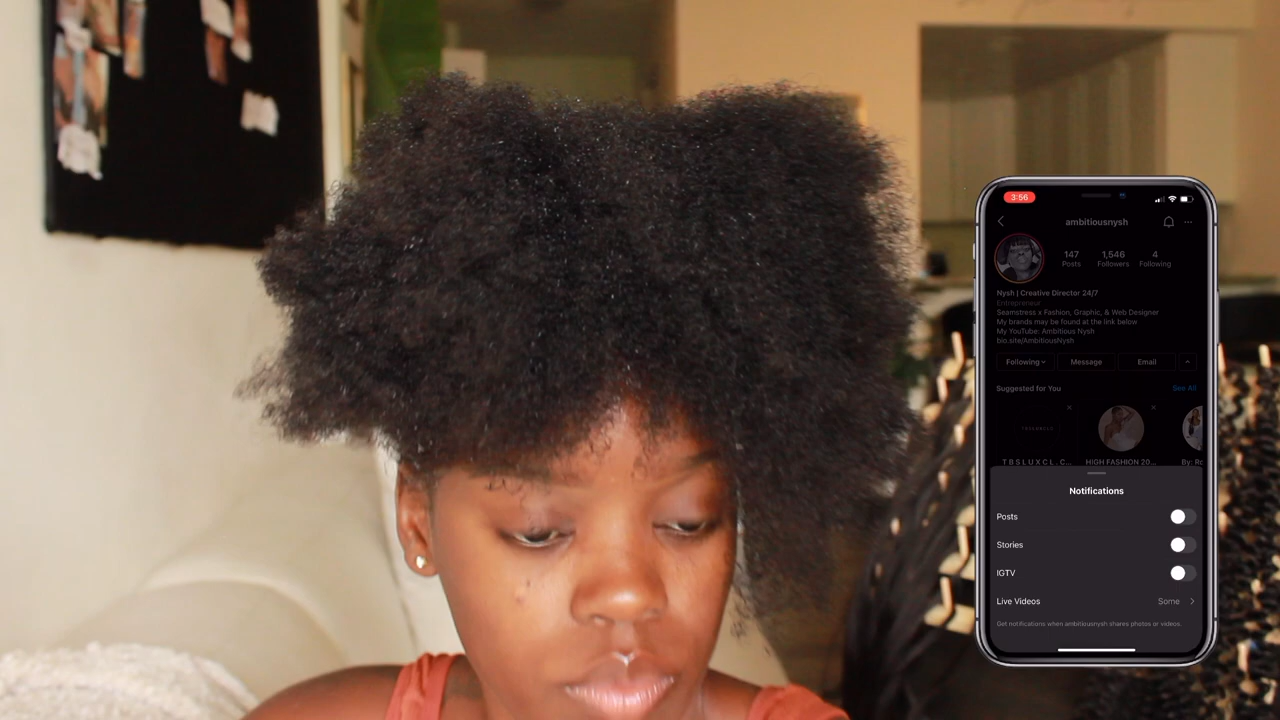 3:56
ambitiousnysh
147
1,546
4
Posts
Followers
Following
Nysh | Creative Director 24/7
Entrepreneur
Seamstress x Fashion, Graphic, & Web Designer
My brands may be found at the link below
My YouTube: Ambitious Nysh
bio.site/AmbitiousNysh
Following
Message
Email
Suggested for You
See All
T B S L U X C L . C...
HIGH FASHION 20...
Notifications
Posts
Stories
IGTV
Live Videos
Some
Get notifications when ambitiousnysh shares photos or videos.